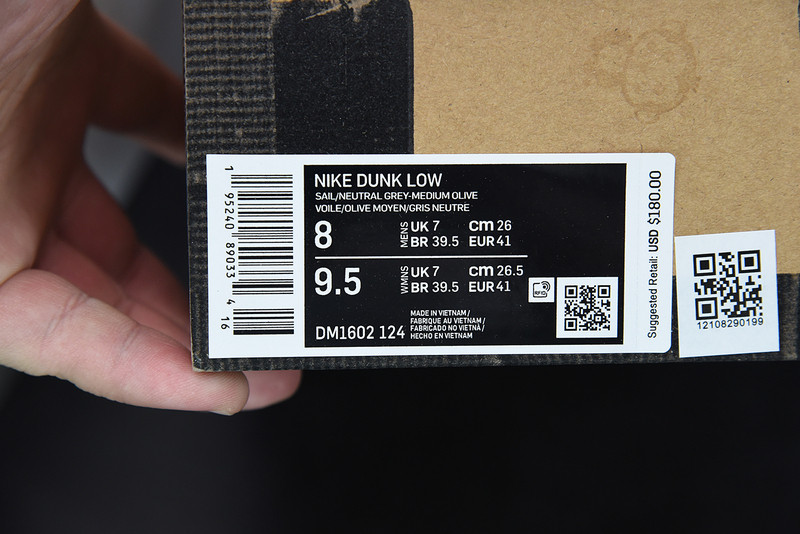 1 95240 89033 4 16
NIKE DUNK LOW
SAIL/NEUTRAL GREY-MEDIUM OLIVE
VOILE/OLIVE MOYEN/GRIS NEUTRE
8
MENS
UK 7 cm 26
BR 39.5 EUR 41
9.5
WMNS
UK 7 cm 26.5
BR 39.5 EUR 41
RFID
DM1602 124
MADE IN VIETNAM /
FABRIQUE AU VIETNAM /
FABRICADO NO VIETNÃ /
HECHO EN VIETNAM
Suggested Retail: USD $180.00
12108290199